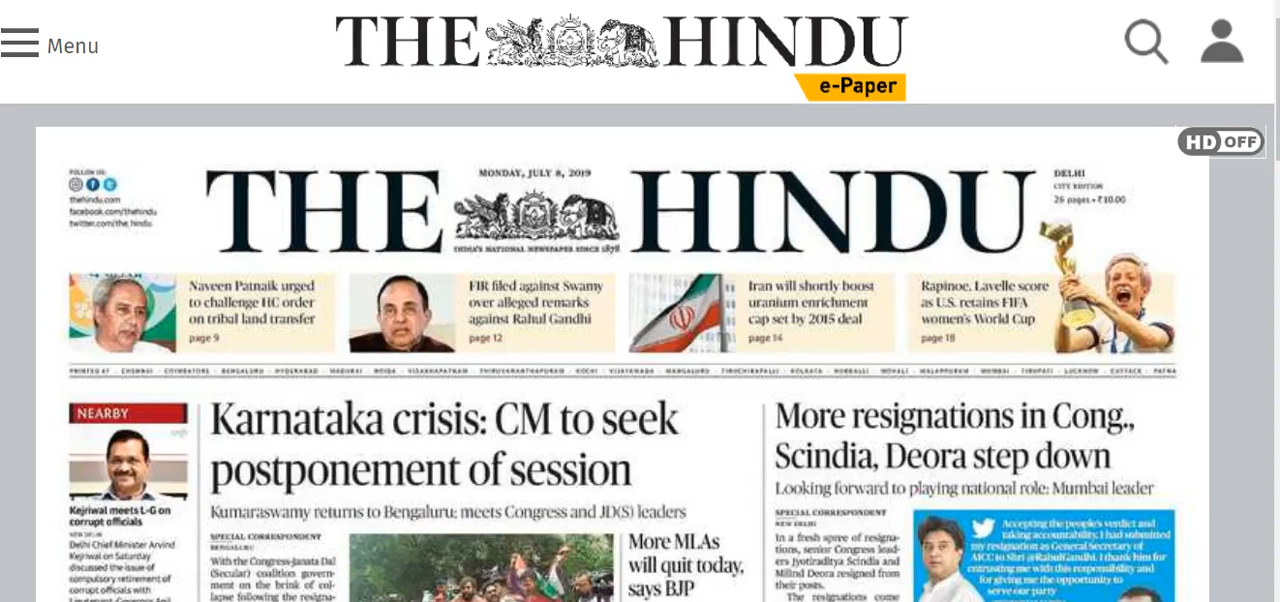 Menu
THE HINDU
e-Paper
HD OFF
FOLLOW US:
thehindu.com
facebook.com/thehindu
twitter.com/the_hindu
MONDAY, JULY 8, 2019
THE HINDU
INDIA'S NATIONAL NEWSPAPER SINCE 1878
DELHI
CITY EDITION
26 pages • ₹10.00
Naveen Patnaik urged
to challenge HC order
on tribal land transfer
page 9
FIR filed against Swamy
over alleged remarks
against Rahul Gandhi
page 12
Iran will shortly boost
uranium enrichment
cap set by 2015 deal
page 14
Rapinoe, Lavelle score
as U.S. retains FIFA
women's World Cup
page 18
PRINTED AT · CHENNAI · COIMBATORE · BENGALURU · HYDERABAD · MADURAI · NOIDA · VISAKHAPATNAM · THIRUVANANTHAPURAM · KOCHI · VIJAYAWADA · MANGALURU · TIRUCHIRAPALLI · KOLKATA · HUBBALLI · MOHALI · MALAPPURAM · MUMBAI · TIRUPATI · LUCKNOW · CUTTACK · PATNA
NEARBY
Kejriwal meets L-G on
corrupt officials
NEW DELHI
Delhi Chief Minister Arvind
Kejriwal on Saturday
discussed the issue of
compulsory retirement of
corrupt officials with
Lieutenant-Governor Anil
Karnataka crisis: CM to seek
postponement of session
Kumaraswamy returns to Bengaluru; meets Congress and JD(S) leaders
SPECIAL CORRESPONDENT
BENGALURU
With the Congress-Janata Dal
(Secular) coalition govern-
ment on the brink of col-
lapse following the resigna-
More MLAs
will quit today,
says BJP
More resignations in Cong.,
Scindia, Deora step down
Looking forward to playing national role: Mumbai leader
SPECIAL CORRESPONDENT
NEW DELHI
In a fresh spree of resigna-
tions, senior Congress lead-
ers Jyotiraditya Scindia and
Milind Deora resigned from
their posts.
The resignations come
Accepting the people's verdict and
taking accountability, I had submitted
my resignation as General Secretary of
AICC to Shri @RahulGandhi. I thank him for
entrusting me with this responsibility and
for giving me the opportunity to
serve our party